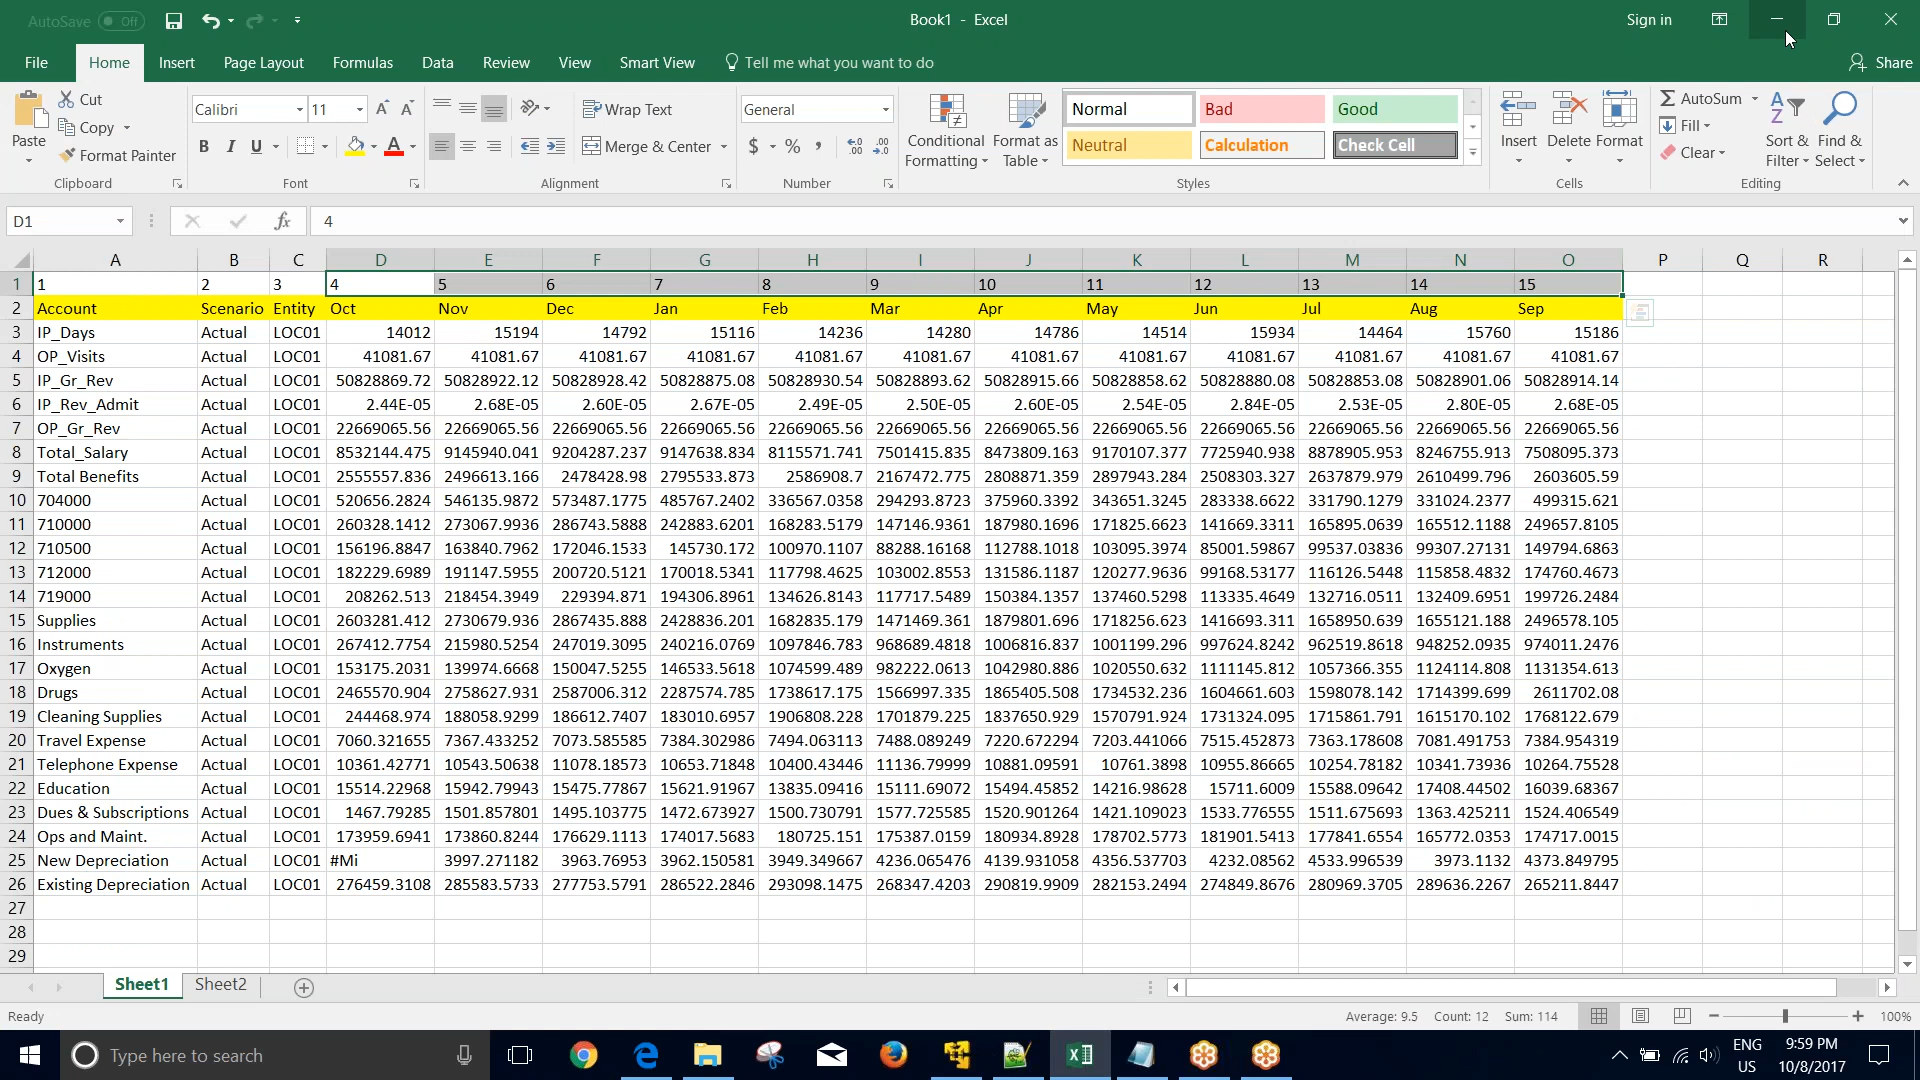 AutoSave Off Book1 - Excel Sign in
File Home Insert Page Layout Formulas Data Review View Smart View Tell me what you want to do Share
Paste Cut Copy Format Painter Clipboard
Calibri 11 B I U A Font
Wrap Text Merge & Center Alignment
General $ % , Number
Conditional Formatting Format as Table Normal Bad Good Neutral Calculation Check Cell Styles
Insert Delete Format Cells
AutoSum Fill Clear Sort & Filter Find & Select Editing
D1 fx 4
A B C D E F G H I J K L M N O P Q R
1 1 2 3 4 5 6 7 8 9 10 11 12 13 14 15
2 Account Scenario Entity Oct Nov Dec Jan Feb Mar Apr May Jun Jul Aug Sep
3 IP_Days Actual LOC01 14012 15194 14792 15116 14236 14280 14786 14514 15934 14464 15760 15186
4 OP_Visits Actual LOC01 41081.67 41081.67 41081.67 41081.67 41081.67 41081.67 41081.67 41081.67 41081.67 41081.67 41081.67 41081.67
5 IP_Gr_Rev Actual LOC01 50828869.72 50828922.12 50828928.42 50828875.08 50828930.54 50828893.62 50828915.66 50828858.62 50828880.08 50828853.08 50828901.06 50828914.14
6 IP_Rev_Admit Actual LOC01 2.44E-05 2.68E-05 2.60E-05 2.67E-05 2.49E-05 2.50E-05 2.60E-05 2.54E-05 2.84E-05 2.53E-05 2.80E-05 2.68E-05
7 OP_Gr_Rev Actual LOC01 22669065.56 22669065.56 22669065.56 22669065.56 22669065.56 22669065.56 22669065.56 22669065.56 22669065.56 22669065.56 22669065.56 22669065.56
8 Total_Salary Actual LOC01 8532144.475 9145940.041 9204287.237 9147638.834 8115571.741 7501415.835 8473809.163 9170107.377 7725940.938 8878905.953 8246755.913 7508095.373
9 Total Benefits Actual LOC01 2555557.836 2496613.166 2478428.98 2795533.873 2586908.7 2167472.775 2808871.359 2897943.284 2508303.327 2637879.979 2610499.796 2603605.59
10 704000 Actual LOC01 520656.2824 546135.9872 573487.1775 485767.2402 336567.0358 294293.8723 375960.3392 343651.3245 283338.6622 331790.1279 331024.2377 499315.621
11 710000 Actual LOC01 260328.1412 273067.9936 286743.5888 242883.6201 168283.5179 147146.9361 187980.1696 171825.6623 141669.3311 165895.0639 165512.1188 249657.8105
12 710500 Actual LOC01 156196.8847 163840.7962 172046.1533 145730.172 100970.1107 88288.16168 112788.1018 103095.3974 85001.59867 99537.03836 99307.27131 149794.6863
13 712000 Actual LOC01 182229.6989 191147.5955 200720.5121 170018.5341 117798.4625 103002.8553 131586.1187 120277.9636 99168.53177 116126.5448 115858.4832 174760.4673
14 719000 Actual LOC01 208262.513 218454.3949 229394.871 194306.8961 134626.8143 117717.5489 150384.1357 137460.5298 113335.4649 132716.0511 132409.6951 199726.2484
15 Supplies Actual LOC01 2603281.412 2730679.936 2867435.888 2428836.201 1682835.179 1471469.361 1879801.696 1718256.623 1416693.311 1658950.639 1655121.188 2496578.105
16 Instruments Actual LOC01 267412.7754 215980.5254 247019.3095 240216.0769 1097846.783 968689.4818 1006816.837 1001199.296 997624.8242 962519.8618 948252.0935 974011.2476
17 Oxygen Actual LOC01 153175.2031 139974.6668 150047.5255 146533.5618 1074599.489 982222.0613 1042980.886 1020550.632 1111145.812 1057366.355 1124114.808 1131354.613
18 Drugs Actual LOC01 2465570.904 2758627.931 2587006.312 2287574.785 1738617.175 1566997.335 1865405.508 1734532.236 1604661.603 1598078.142 1714399.699 2611702.08
19 Cleaning Supplies Actual LOC01 244468.974 188058.9299 186612.7407 183010.6957 1906808.228 1701879.225 1837650.929 1570791.924 1731324.095 1715861.791 1615170.102 1768122.679
20 Travel Expense Actual LOC01 7060.321655 7367.433252 7073.585585 7384.302986 7494.063113 7488.089249 7220.672294 7203.441066 7515.452873 7363.178608 7081.491753 7384.954319
21 Telephone Expense Actual LOC01 10361.42771 10543.50638 11078.18573 10653.71848 10400.43446 11136.79999 10881.09591 10761.3898 10955.86665 10254.78182 10341.73936 10264.75528
22 Education Actual LOC01 15514.22968 15942.79943 15475.77867 15621.91967 13835.09416 15111.69072 15494.45852 14216.98628 15711.6009 15588.09642 17408.44502 16039.68367
23 Dues & Subscriptions Actual LOC01 1467.79285 1501.857801 1495.103775 1472.673927 1500.730791 1577.725585 1520.901264 1421.109023 1533.776555 1511.675693 1363.425211 1524.406549
24 Ops and Maint. Actual LOC01 173959.6941 173860.8244 176629.1113 174017.5683 180725.151 175387.0159 180934.8928 178702.5773 181901.5413 177841.6554 165772.0353 174717.0015
25 New Depreciation Actual LOC01 #Mi 3997.271182 3963.76953 3962.150581 3949.349667 4236.065476 4139.931058 4356.537703 4232.08562 4533.996539 3973.1132 4373.849795
26 Existing Depreciation Actual LOC01 276459.3108 285583.5733 277753.5791 286522.2846 293098.1475 268347.4203 290819.9909 282153.2494 274849.8676 280969.3705 289636.2267 265211.8447
27
28
29
Sheet1 Sheet2
Ready Average: 9.5 Count: 12 Sum: 114 100%
Type here to search ENG US 9:59 PM 10/8/2017